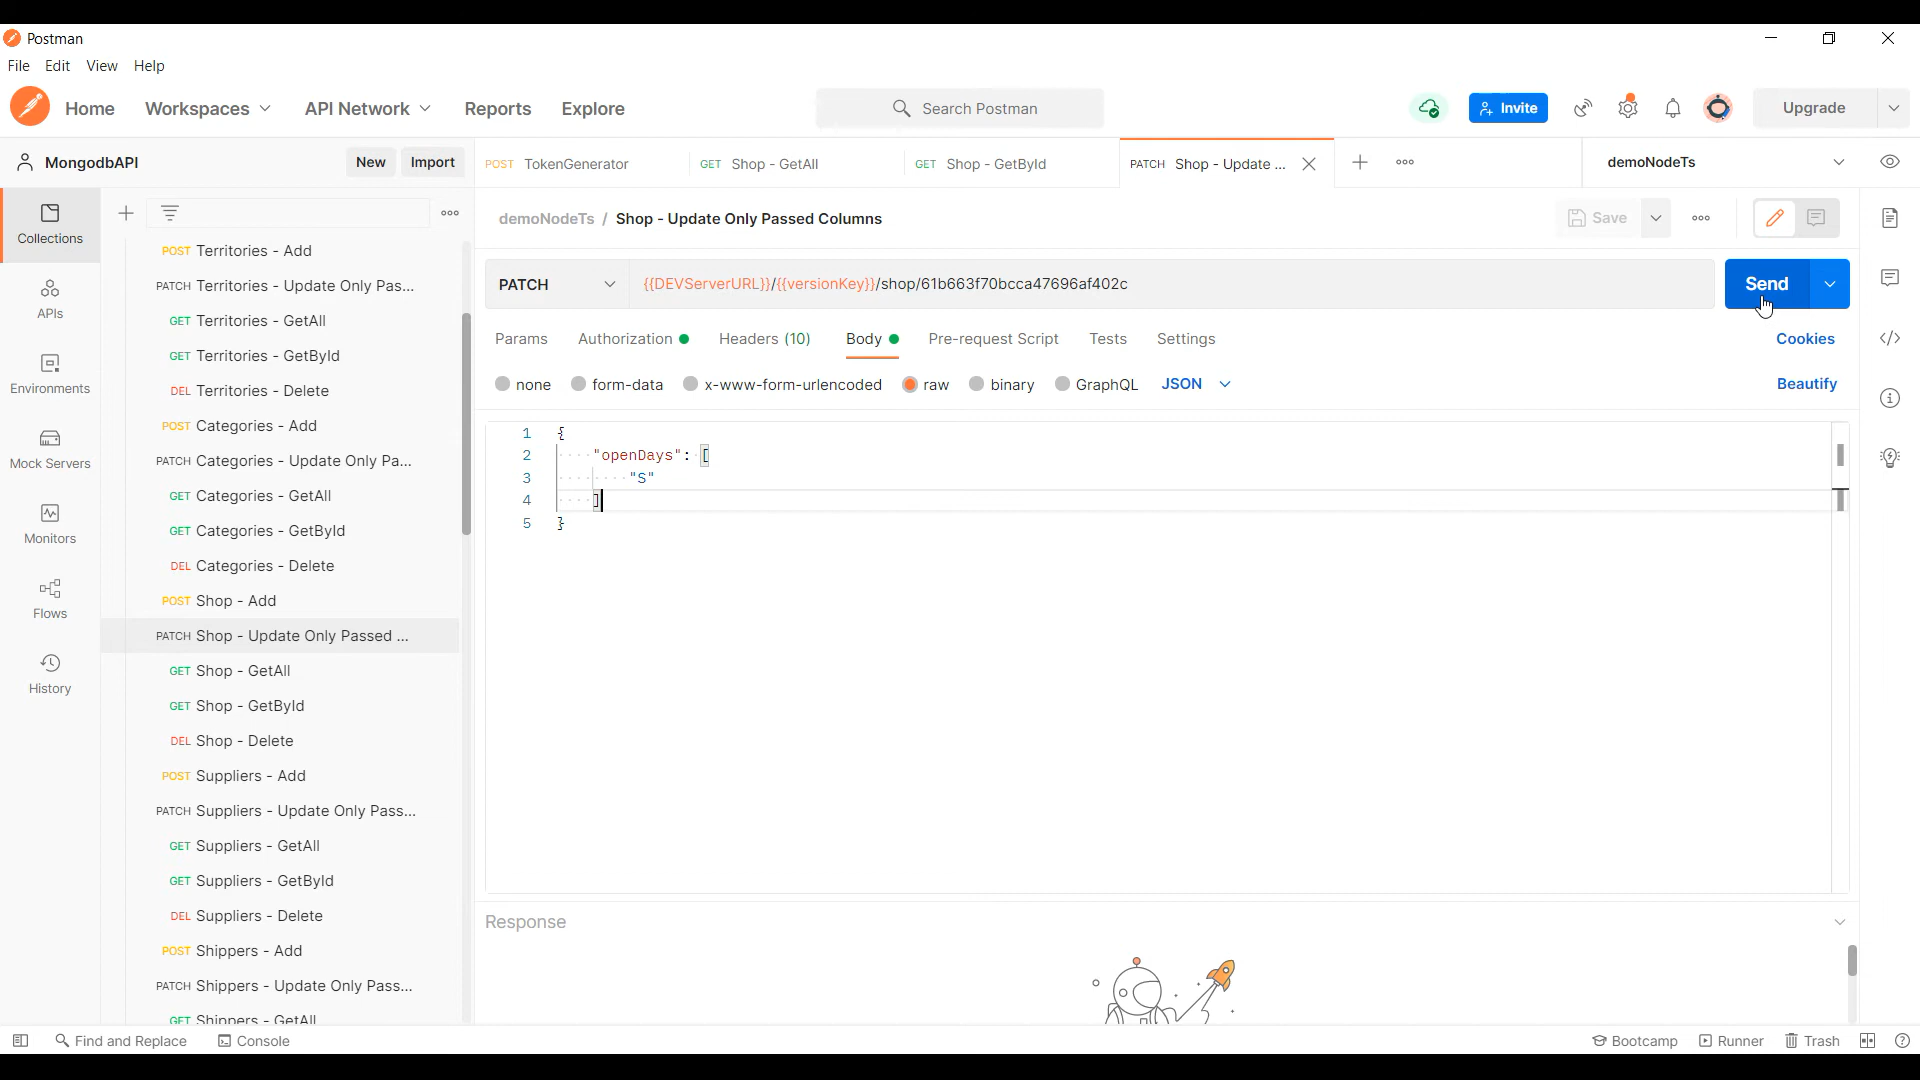 Postman
File Edit View Help
Home Workspaces API Network Reports Explore Search Postman Invite Upgrade
MongodbAPI New Import POST TokenGenerator GET Shop - GetAll GET Shop - GetById PATCH Shop - Update ... demoNodeTs
Collections
APIs
Environments
Mock Servers
Monitors
Flows
History
POST Territories - Add
PATCH Territories - Update Only Pas...
GET Territories - GetAll
GET Territories - GetById
DEL Territories - Delete
POST Categories - Add
PATCH Categories - Update Only Pa...
GET Categories - GetAll
GET Categories - GetById
DEL Categories - Delete
POST Shop - Add
PATCH Shop - Update Only Passed ...
GET Shop - GetAll
GET Shop - GetById
DEL Shop - Delete
POST Suppliers - Add
PATCH Suppliers - Update Only Pass...
GET Suppliers - GetAll
GET Suppliers - GetById
DEL Suppliers - Delete
POST Shippers - Add
PATCH Shippers - Update Only Pass...
GET Shippers - GetAll
demoNodeTs / Shop - Update Only Passed Columns Save
PATCH {{DEVServerURL}}/{{versionKey}}/shop/61b663f70bcca47696af402c Send
Params Authorization Headers (10) Body Pre-request Script Tests Settings Cookies
none form-data x-www-form-urlencoded raw binary GraphQL JSON Beautify
1 {
2 "openDays": [
3 "S"
4 ]
5 }
Response
Find and Replace Console Bootcamp Runner Trash